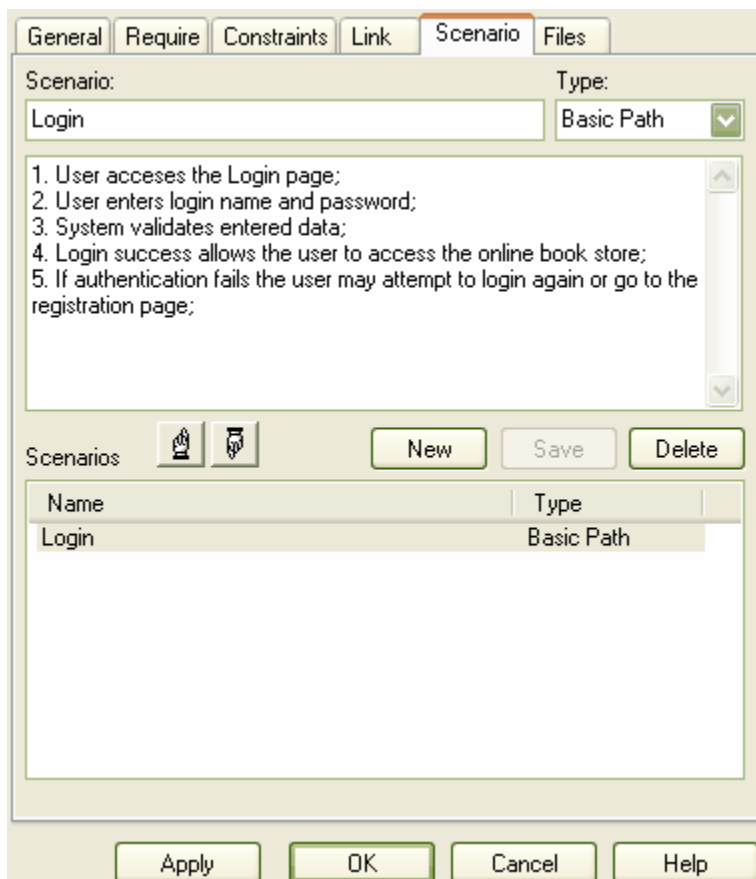 General Require Constraints Link Scenario Files
Scenario: Type:
Login Basic Path
1. User acceses the Login page;
2. User enters login name and password;
3. System validates entered data;
4. Login success allows the user to access the online book store;
5. If authentication fails the user may attempt to login again or go to the
registration page;
Scenarios New Save Delete
Name Type
Login Basic Path
Apply OK Cancel Help